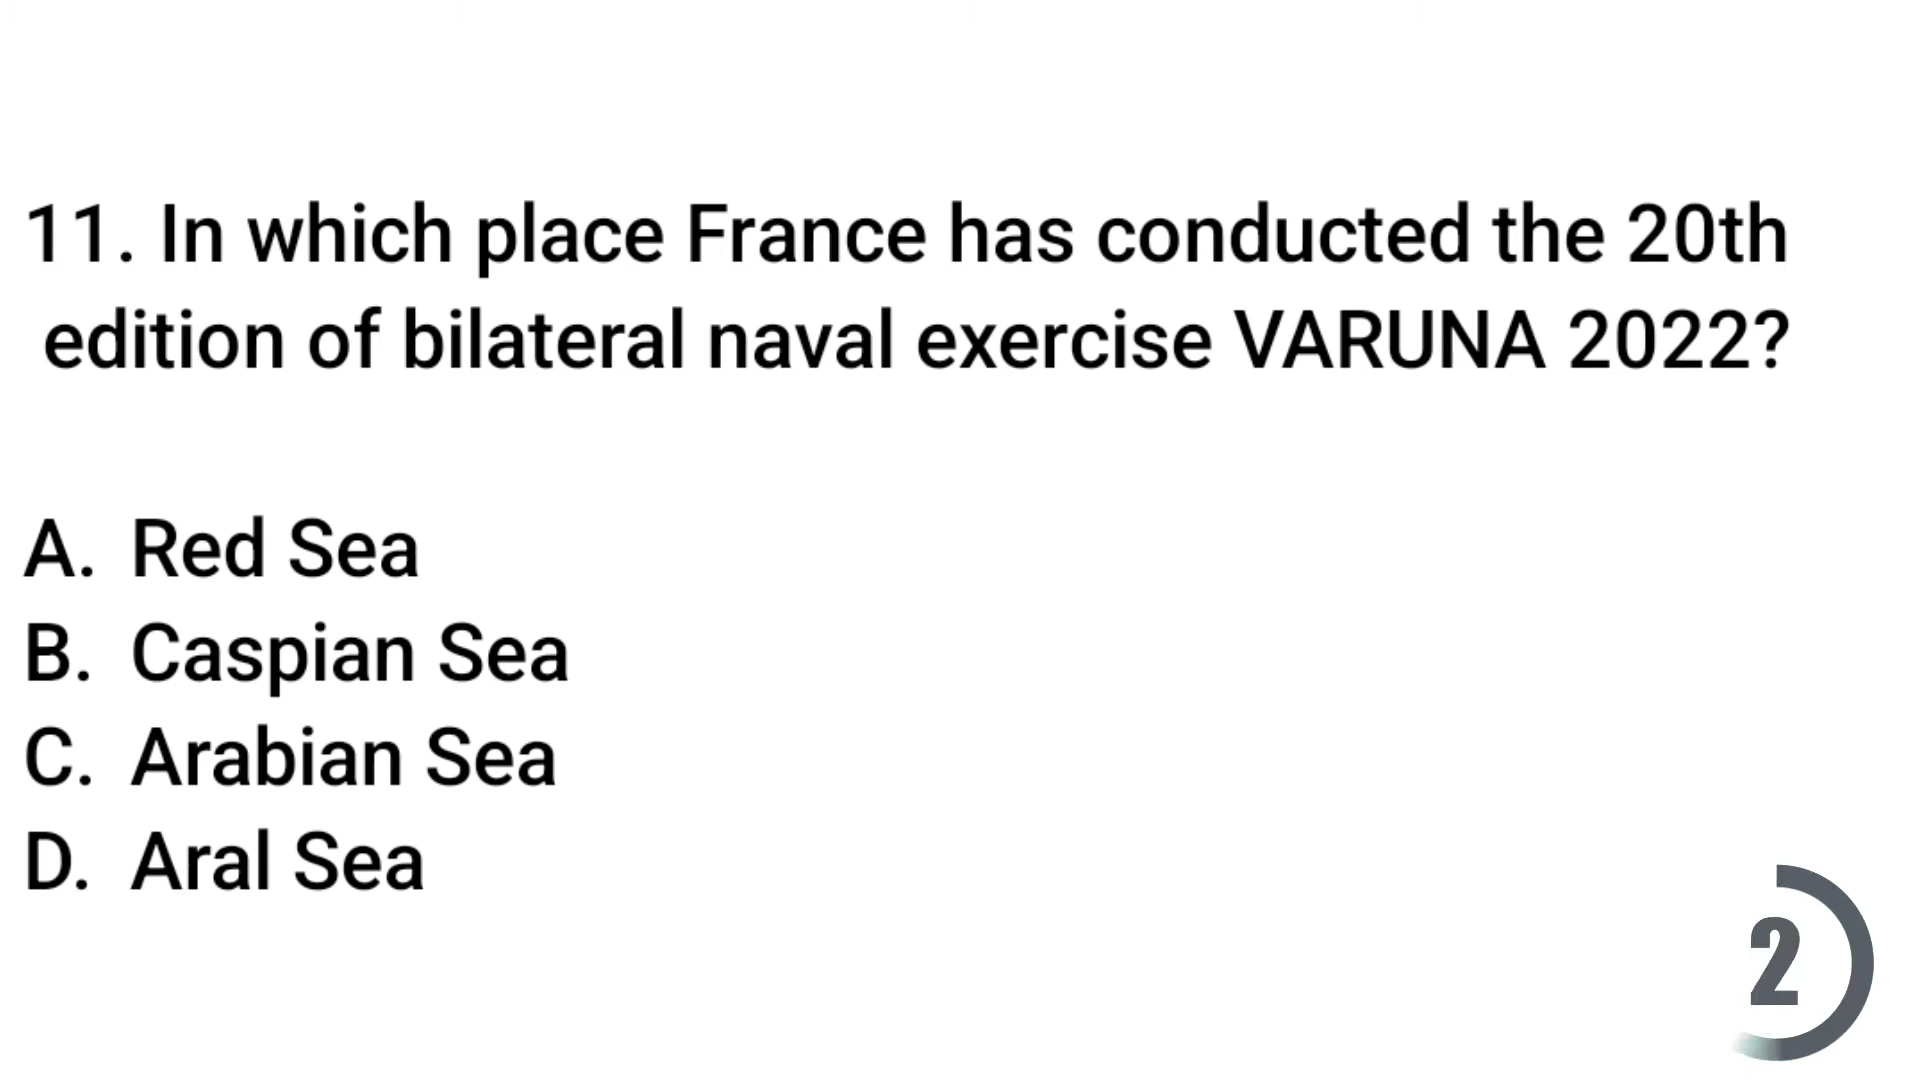 11. In which place France has conducted the 20th
edition of bilateral naval exercise VARUNA 2022?
A. Red Sea
B. Caspian Sea
C. Arabian Sea
D. Aral Sea
2